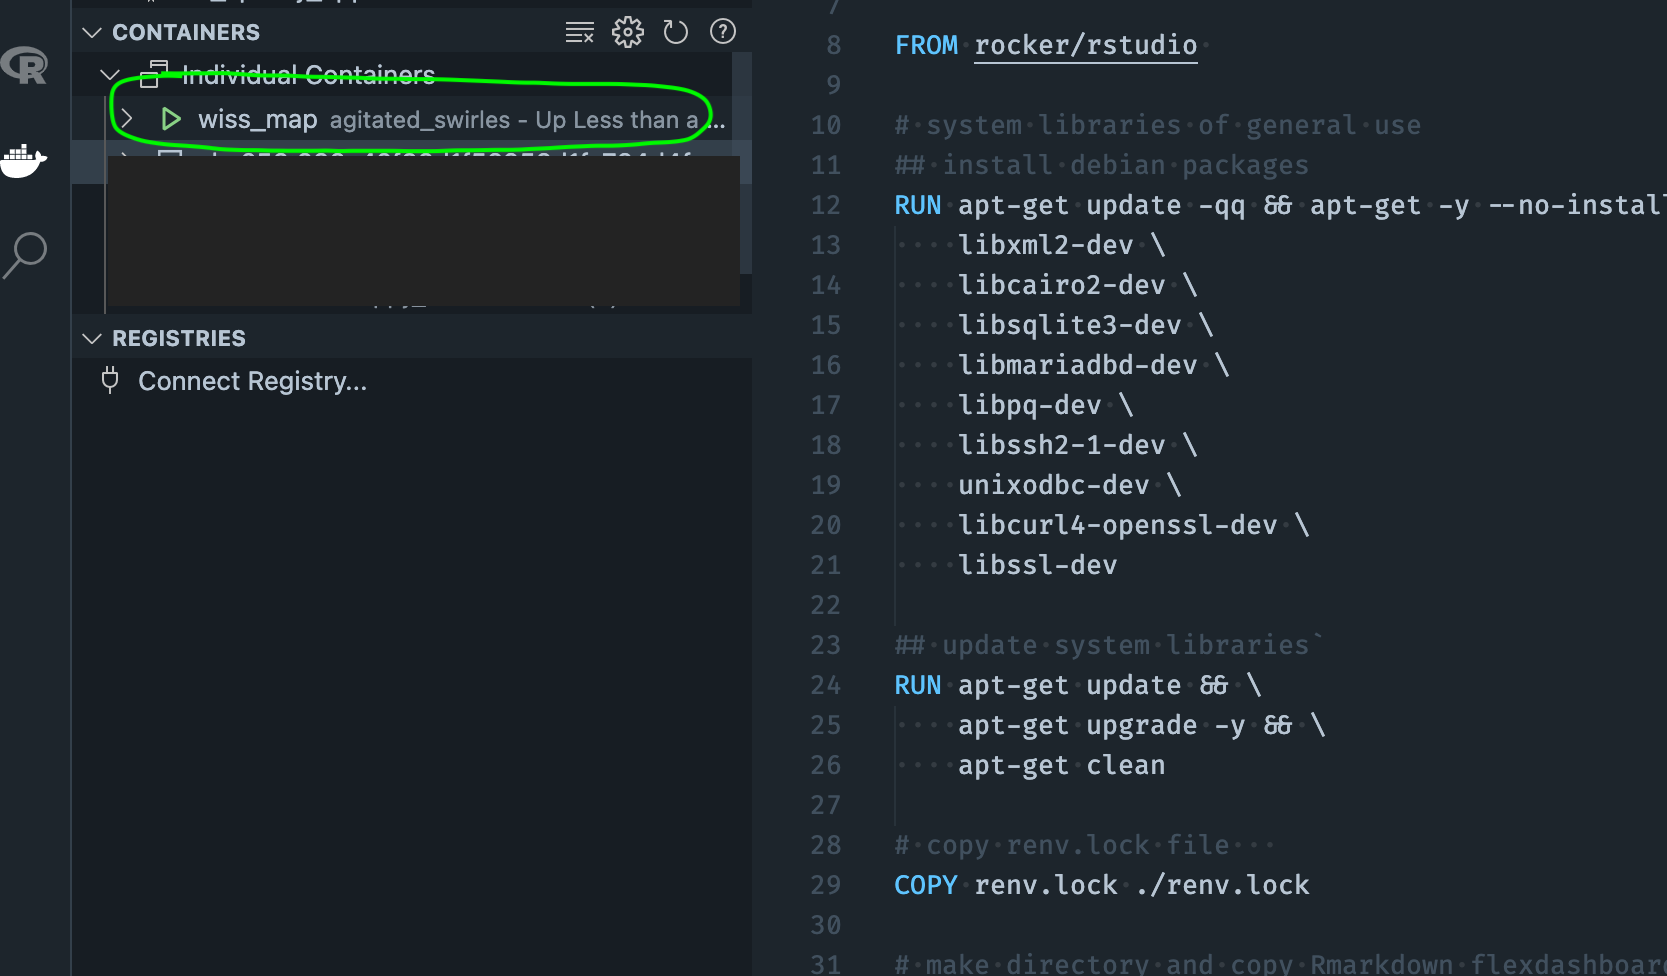 CONTAINERS
Individual Containers
wiss_map agitated_swirles - Up Less than a ...
REGISTRIES
Connect Registry...
R
7
8 FROM rocker/rstudio
9
10 # system libraries of general use
11 ## install debian packages
12 RUN apt-get update -qq && apt-get -y --no-install
13 libxml2-dev \
14 libcairo2-dev \
15 libsqlite3-dev \
16 libmariadbd-dev \
17 libpq-dev \
18 libssh2-1-dev \
19 unixodbc-dev \
20 libcurl4-openssl-dev \
21 libssl-dev
22
23 ## update system libraries`
24 RUN apt-get update && \
25 apt-get upgrade -y && \
26 apt-get clean
27
28 # copy renv.lock file
29 COPY renv.lock ./renv.lock
30
31 # make directory and copy Rmarkdown flexdashboard